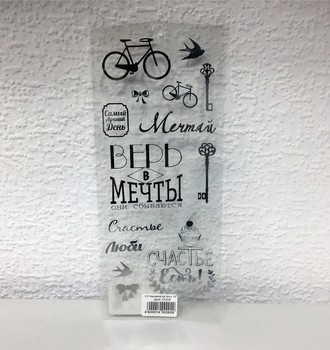 Самый
лучший
День
Мечтай
ВЕРЬ
в
МЕЧТЫ
ОНИ СБЫВАЮТСЯ
Счастье
Люби
СЧАСТЬЕ
Есть!